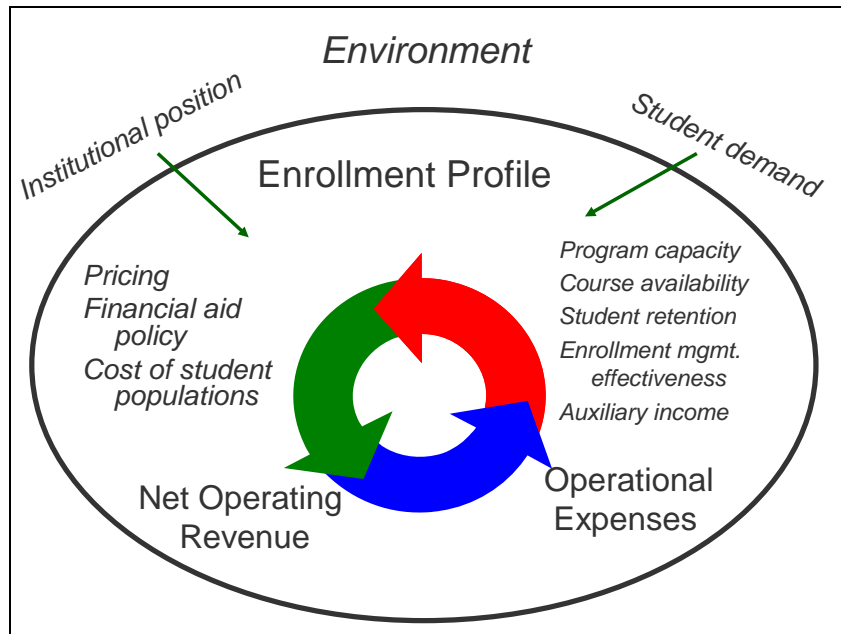 Environment
Institutional position
Student demand
Enrollment Profile
Pricing
Financial aid
policy
Cost of student
populations
Program capacity
Course availability
Student retention
Enrollment mgmt.
effectiveness
Auxiliary income
Net Operating
Revenue
Operational
Expenses